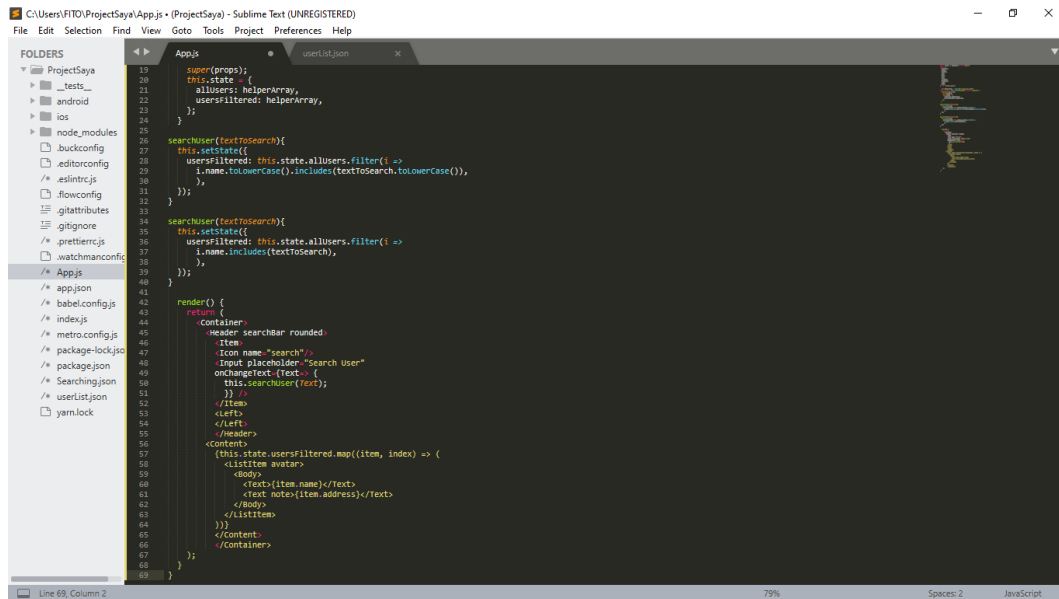 C:\Users\FITO\ProjectSaya\App.js • (ProjectSaya) - Sublime Text (UNREGISTERED)
File Edit Selection Find View Goto Tools Project Preferences Help
FOLDERS
ProjectSaya
__tests__
android
ios
node_modules
.buckconfig
.editorconfig
/* .eslintrc.js
.flowconfig
.gitattributes
.gitignore
/* .prettierrc.js
.watchmanconfig
/* App.js
/* app.json
/* babel.config.js
/* index.js
/* metro.config.js
/* package-lock.jso
/* package.json
/* Searching.json
/* userList.json
yarn.lock
App.js
userList.json ×
19 super(props);
20 this.state = {
21 allUsers: helperArray,
22 usersFiltered: helperArray,
23 };
24 }
25
26 searchUser(textToSearch){
27 this.setState({
28 usersFiltered: this.state.allUsers.filter(i =>
29 i.name.toLowerCase().includes(textToSearch.toLowerCase()),
30 ),
31 });
32 }
33
34 searchUser(textToSearch){
35 this.setState({
36 usersFiltered: this.state.allUsers.filter(i =>
37 i.name.includes(textToSearch),
38 ),
39 });
40 }
41
42 render() {
43 return (
44 <Container>
45 <Header searchBar rounded>
46 <Item>
47 <Icon name="search"/>
48 <Input placeholder="Search User"
49 onChangeText={Text=> {
50 this.searchUser(Text);
51 }} />
52 </Item>
53 <Left>
54 </Left>
55 </Header>
56 <Content>
57 {this.state.usersFiltered.map((item, index) => (
58 <ListItem avatar>
59 <Body>
60 <Text>{item.name}</Text>
61 <Text note>{item.address}</Text>
62 </Body>
63 </ListItem>
64 ))}
65 </Content>
66 </Container>
67 );
68 }
69 }
Line 69, Column 2
79%
Spaces: 2
JavaScript